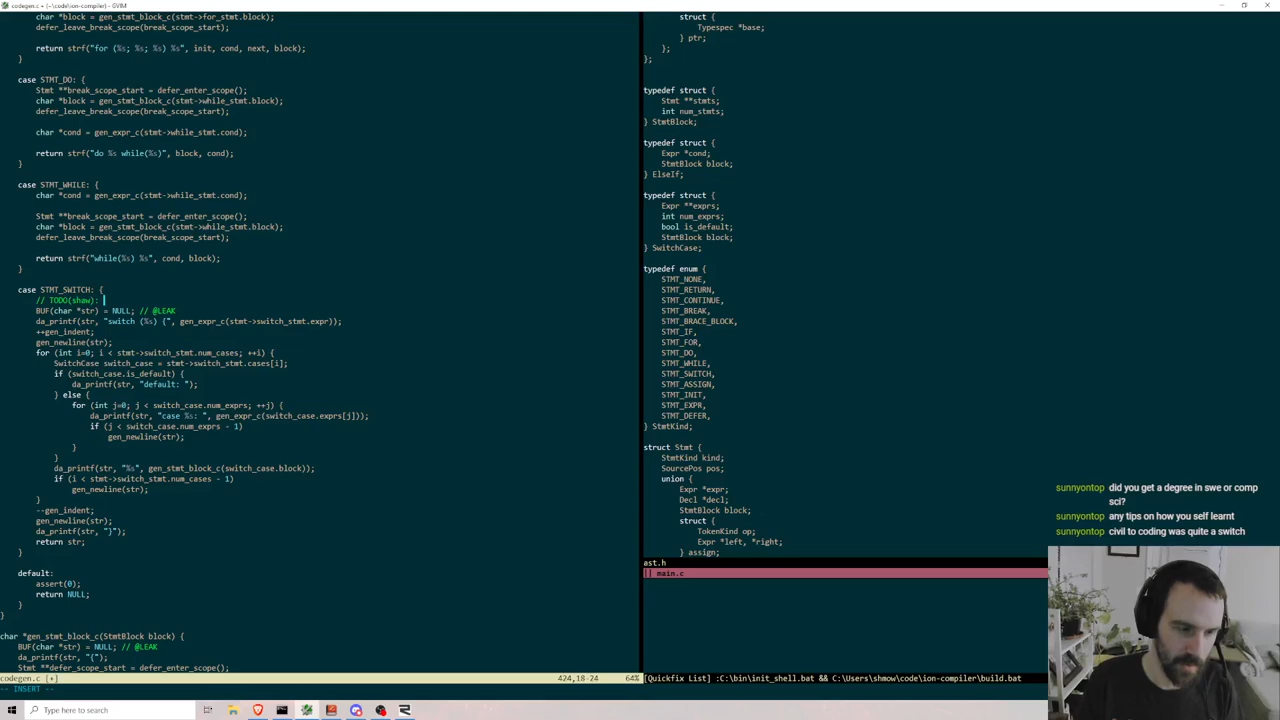 codegen.c + (~\code\ion-compiler) - GVIM
char *block = gen_stmt_block_c(stmt->for_stmt.block);
defer_leave_break_scope(break_scope_start);
return strf("for (%s; %s; %s) %s", init, cond, next, block);
}
case STMT_DO: {
Stmt **break_scope_start = defer_enter_scope();
char *block = gen_stmt_block_c(stmt->while_stmt.block);
defer_leave_break_scope(break_scope_start);
char *cond = gen_expr_c(stmt->while_stmt.cond);
return strf("do %s while(%s)", block, cond);
}
case STMT_WHILE: {
char *cond = gen_expr_c(stmt->while_stmt.cond);
Stmt **break_scope_start = defer_enter_scope();
char *block = gen_stmt_block_c(stmt->while_stmt.block);
defer_leave_break_scope(break_scope_start);
return strf("while(%s) %s", cond, block);
}
case STMT_SWITCH: {
// TODO(shaw):
BUF(char *str) = NULL; // @LEAK
da_printf(str, "switch (%s) {", gen_expr_c(stmt->switch_stmt.expr));
++gen_indent;
gen_newline(str);
for (int i=0; i < stmt->switch_stmt.num_cases; ++i) {
SwitchCase switch_case = stmt->switch_stmt.cases[i];
if (switch_case.is_default) {
da_printf(str, "default: ");
} else {
for (int j=0; j < switch_case.num_exprs; ++j) {
da_printf(str, "case %s: ", gen_expr_c(switch_case.exprs[j]));
if (j < switch_case.num_exprs - 1)
gen_newline(str);
}
}
da_printf(str, "%s", gen_stmt_block_c(switch_case.block));
if (i < stmt->switch_stmt.num_cases - 1)
gen_newline(str);
}
--gen_indent;
gen_newline(str);
da_printf(str, "}");
return str;
}
default:
assert(0);
return NULL;
}
}
char *gen_stmt_block_c(StmtBlock block) {
BUF(char *str) = NULL; // @LEAK
da_printf(str, "{");
Stmt **defer_scope_start = defer_enter_scope();
codegen.c [+] 424,18-24 64%
-- INSERT --
struct {
Typespec *base;
} ptr;
};
};
typedef struct {
Stmt **stmts;
int num_stmts;
} StmtBlock;
typedef struct {
Expr *cond;
StmtBlock block;
} ElseIf;
typedef struct {
Expr **exprs;
int num_exprs;
bool is_default;
StmtBlock block;
} SwitchCase;
typedef enum {
STMT_NONE,
STMT_RETURN,
STMT_CONTINUE,
STMT_BREAK,
STMT_BRACE_BLOCK,
STMT_IF,
STMT_FOR,
STMT_DO,
STMT_WHILE,
STMT_SWITCH,
STMT_ASSIGN,
STMT_INIT,
STMT_EXPR,
STMT_DEFER,
} StmtKind;
struct Stmt {
StmtKind kind;
SourcePos pos;
union {
Expr *expr;
Decl *decl;
StmtBlock block;
struct {
TokenKind op;
Expr *left, *right;
} assign;
ast.h
|| main.c
[Quickfix List] :C:\bin\init_shell.bat && C:\Users\shmow\code\ion-compiler\build.bat
sunnyontop did you get a degree in swe or comp
sci?
sunnyontop any tips on how you self learnt
sunnyontop civil to coding was quite a switch
Type here to search